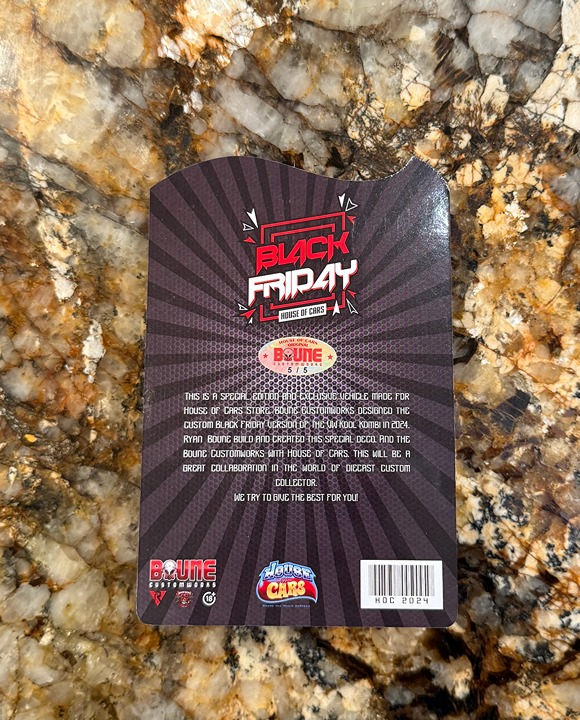 BLACK
FRIDAY
HOUSE OF CARS
HOUSE OF CARS
ORIGINAL
BOUNE
CUSTOMWORKS
5 / 5
THIS IS A SPECIAL EDITION AND EXCLUSIVE VEHICLE MADE FOR
HOUSE OF CARS STORE. BOUNE CUSTOMWORKS DESIGNED THE
CUSTOM BLACK FRIDAY VERSION OF THE VW KOOL KOMBI IN 2024.
RYAN BOUNE BUILD AND CREATED THIS SPECIAL DECO. AND THE
BOUNE CUSTOMWORKS WITH HOUSE OF CARS. THIS WILL BE A
GREAT COLLABORATION IN THE WORLD OF DIECAST CUSTOM
COLLECTOR.
WE TRY TO GIVE THE BEST FOR YOU!
BOUNE
CUSTOMWORKS
18+
HOUSE
OF
CARS
HOC 2024